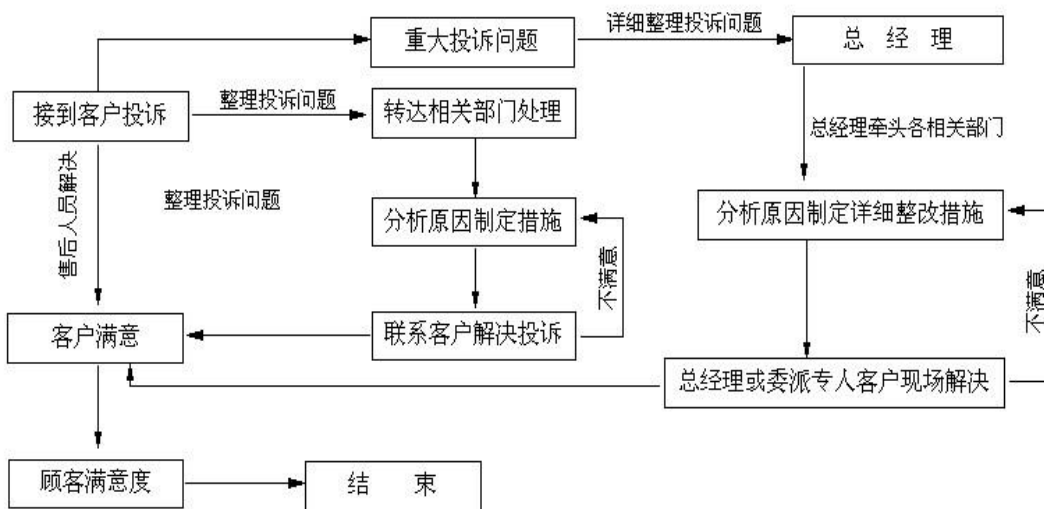 重大投诉问题
详细整理投诉问题
总 经 理
接到客户投诉
整理投诉问题
转达相关部门处理
总经理牵头各相关部门
售后人员解决
整理投诉问题
分析原因制定措施
分析原因制定详细整改措施
不满意
不满意
客户满意
联系客户解决投诉
总经理或委派专人客户现场解决
顾客满意度
结 束